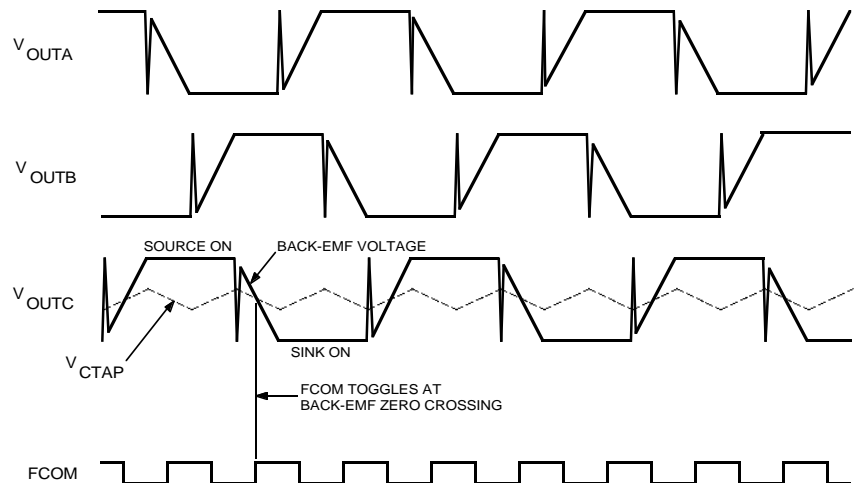 V OUTA
V OUTB
SOURCE ON
BACK-EMF VOLTAGE
V OUTC
SINK ON
V CTAP
FCOM TOGGLES AT
BACK-EMF ZERO CROSSING
FCOM